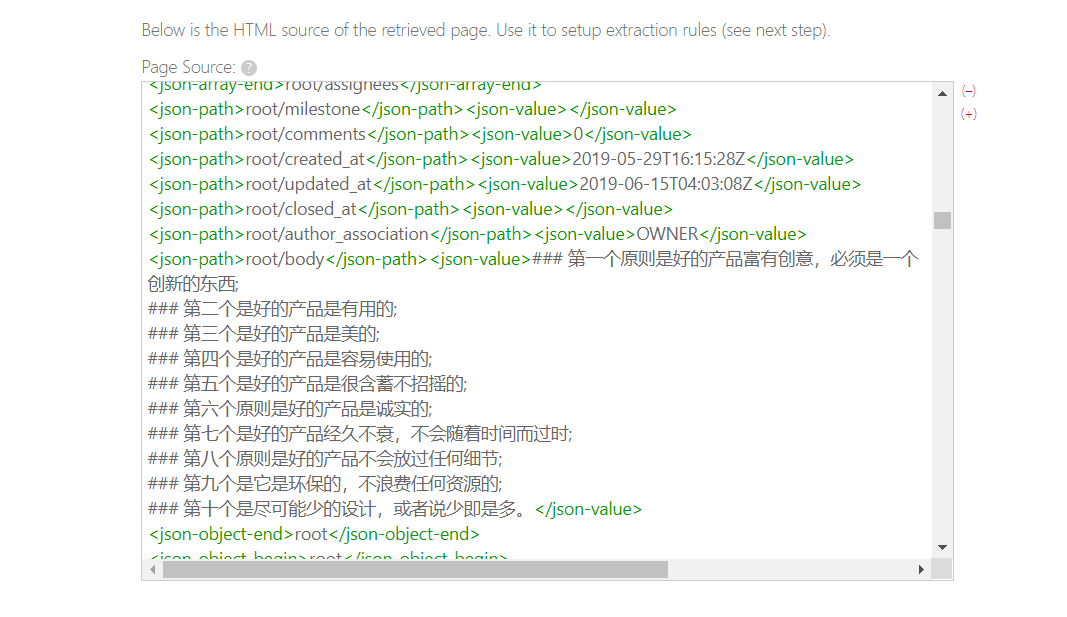 Below is the HTML source of the retrieved page. Use it to setup extraction rules (see next step).
Page Source: ?
<json-array-end>root/assignees</json-array-end>
<json-path>root/milestone</json-path><json-value></json-value>
<json-path>root/comments</json-path><json-value>0</json-value>
<json-path>root/created_at</json-path><json-value>2019-05-29T16:15:28Z</json-value>
<json-path>root/updated_at</json-path><json-value>2019-06-15T04:03:08Z</json-value>
<json-path>root/closed_at</json-path><json-value></json-value>
<json-path>root/author_association</json-path><json-value>OWNER</json-value>
<json-path>root/body</json-path><json-value>### 第一个原则是好的产品富有创意，必须是一个
创新的东西;
### 第二个是好的产品是有用的;
### 第三个是好的产品是美的;
### 第四个是好的产品是容易使用的;
### 第五个是好的产品是很含蓄不招摇的;
### 第六个原则是好的产品是诚实的;
### 第七个是好的产品经久不衰，不会随着时间而过时;
### 第八个原则是好的产品不会放过任何细节;
### 第九个是它是环保的，不浪费任何资源的;
### 第十个是尽可能少的设计，或者说少即是多。</json-value>
<json-object-end>root</json-object-end>
<json-object-begin>root</json-object-begin>
(–)
(+)